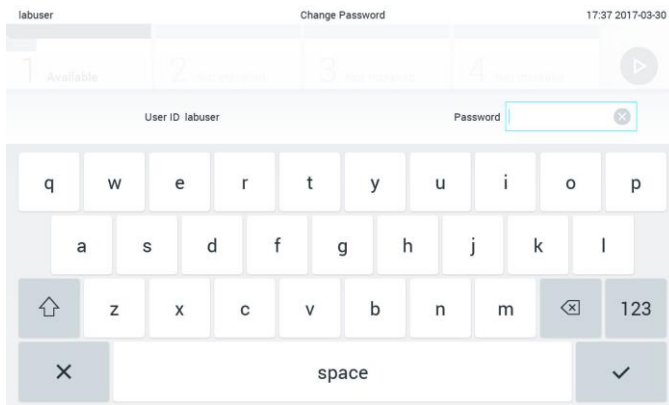 labuser Change Password 17:37 2017-03-30
1 Available 2 3 4
User ID labuser Password
q w e r t y u i o p
a s d f g h j k l
z x c v b n m 123
space